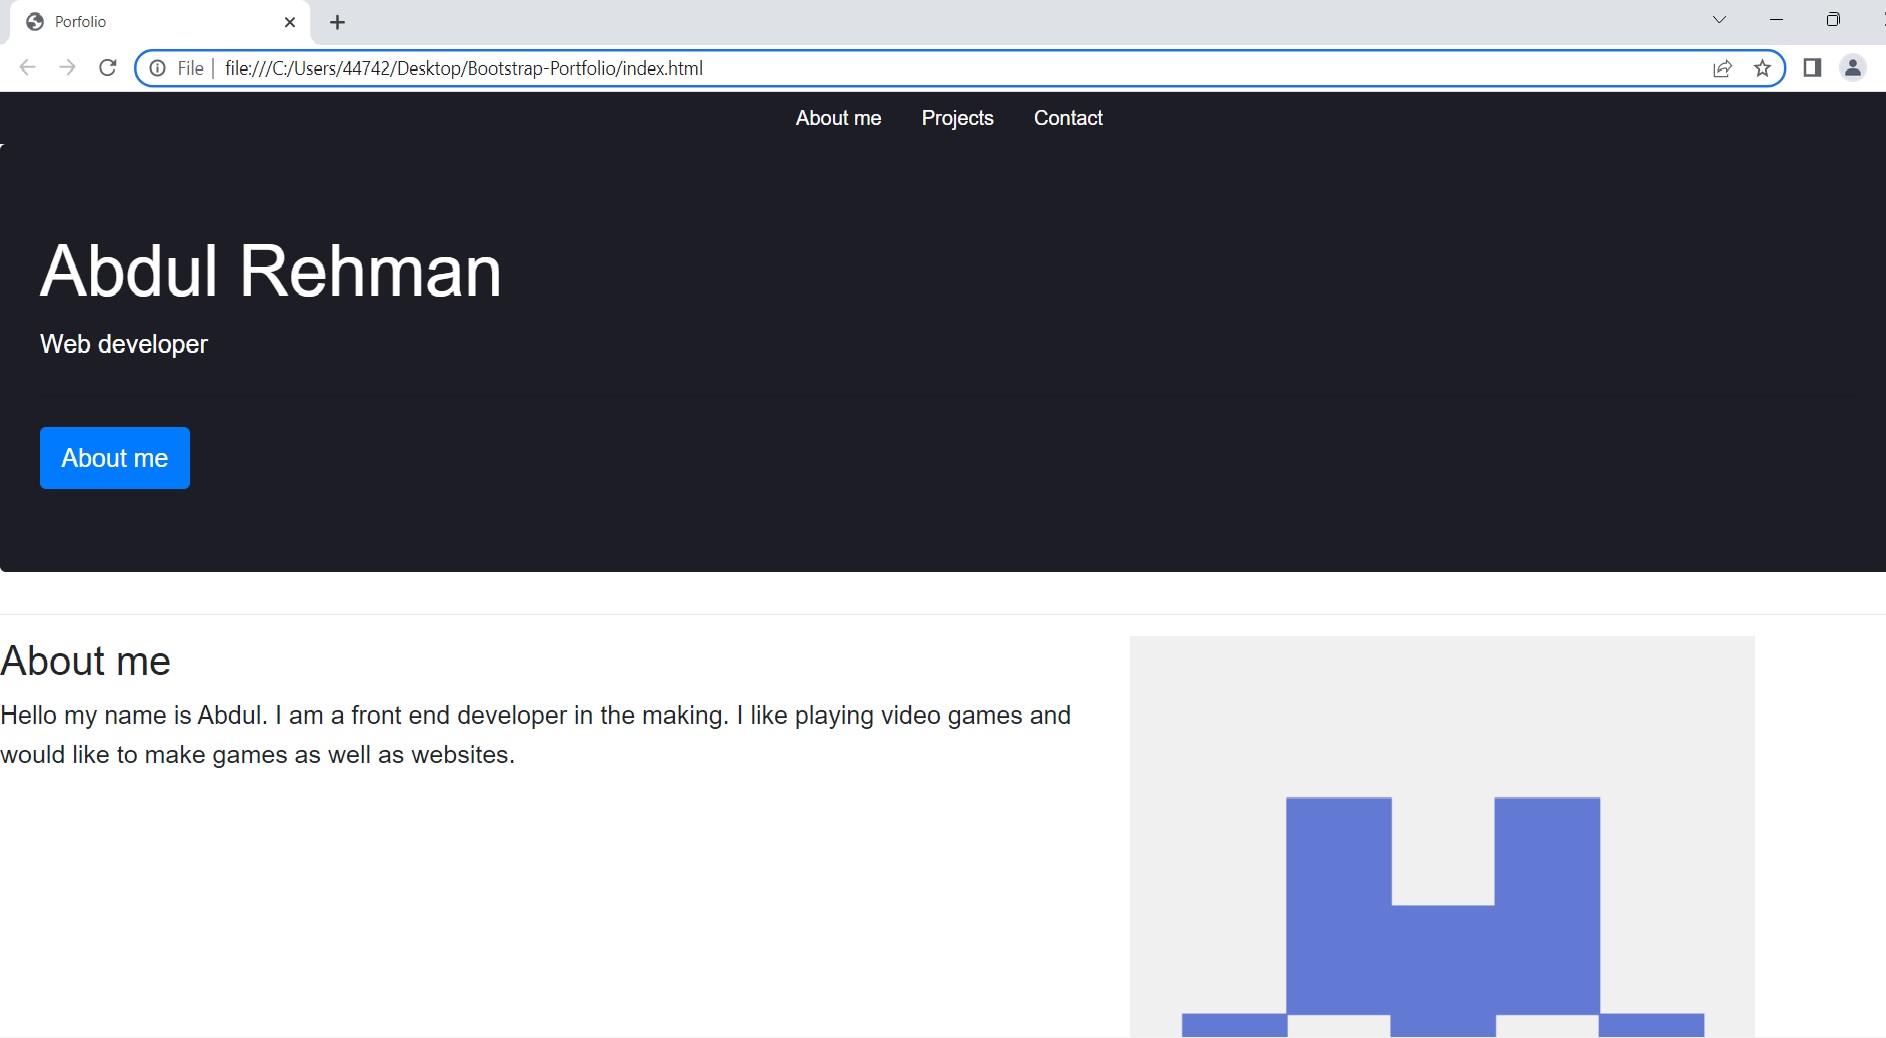 Porfolio
File | file:///C:/Users/44742/Desktop/Bootstrap-Portfolio/index.html
About me Projects Contact
Abdul Rehman
Web developer
About me
About me
Hello my name is Abdul. I am a front end developer in the making. I like playing video games and
would like to make games as well as websites.